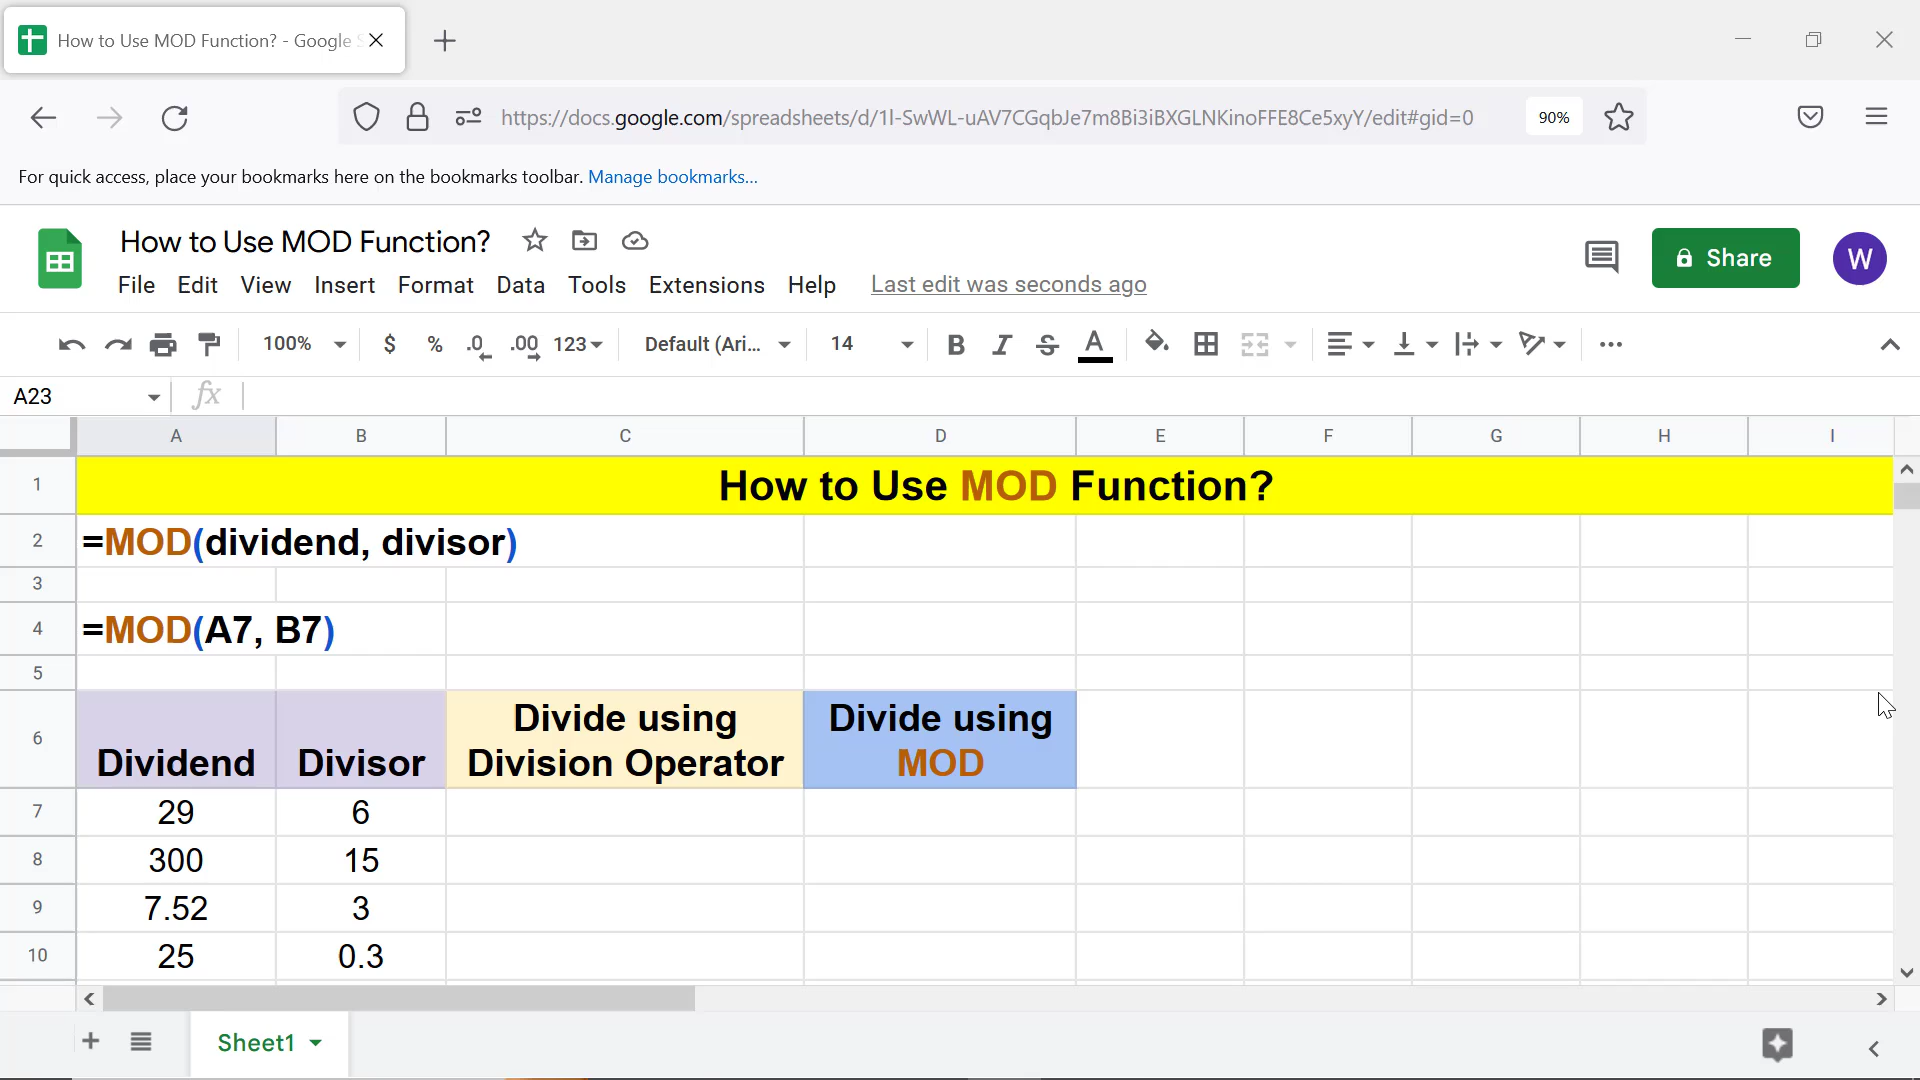 How to Use MOD Function? - Google S
https://docs.google.com/spreadsheets/d/1l-SwWL-uAV7CGqbJe7m8Bi3iBXGLNKinoFFE8Ce5xyY/edit#gid=0
90%
For quick access, place your bookmarks here on the bookmarks toolbar. Manage bookmarks...
How to Use MOD Function?
Share
W
File Edit View Insert Format Data Tools Extensions Help Last edit was seconds ago
100% $ % .0 .00 123 Default (Ari... 14 B I S A
A23 fx
A B C D E F G H I
1 How to Use MOD Function?
2 =MOD(dividend, divisor)
3
4 =MOD(A7, B7)
5
Divide using Divide using
6 Dividend Divisor Division Operator MOD
7 29 6
8 300 15
9 7.52 3
10 25 0.3
Sheet1